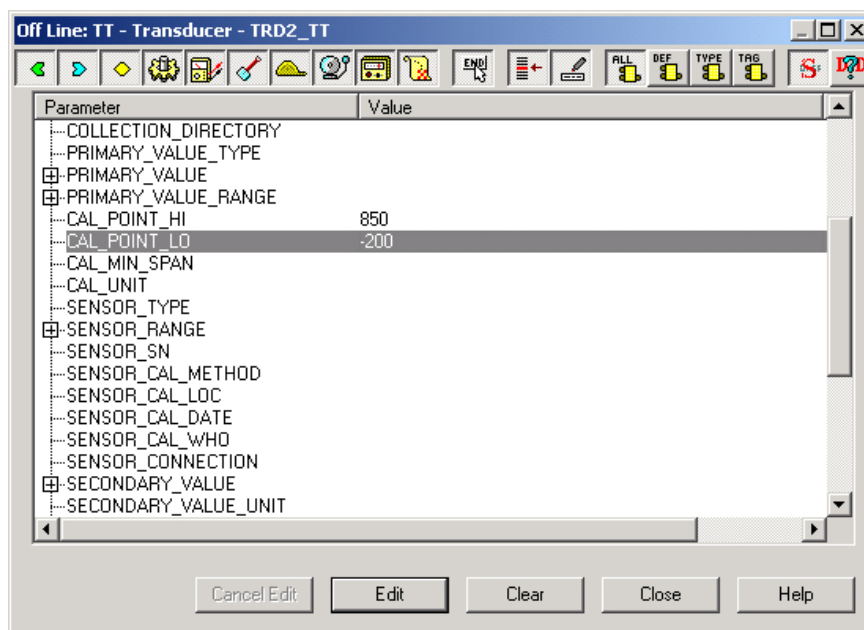 Off Line: TT - Transducer - TRD2_TT
END ALL DEF TYPE TAG S
Parameter Value
COLLECTION_DIRECTORY
PRIMARY_VALUE_TYPE
PRIMARY_VALUE
PRIMARY_VALUE_RANGE
CAL_POINT_HI 850
CAL_POINT_LO -200
CAL_MIN_SPAN
CAL_UNIT
SENSOR_TYPE
SENSOR_RANGE
SENSOR_SN
SENSOR_CAL_METHOD
SENSOR_CAL_LOC
SENSOR_CAL_DATE
SENSOR_CAL_WHO
SENSOR_CONNECTION
SECONDARY_VALUE
SECONDARY_VALUE_UNIT
Cancel Edit Edit Clear Close Help